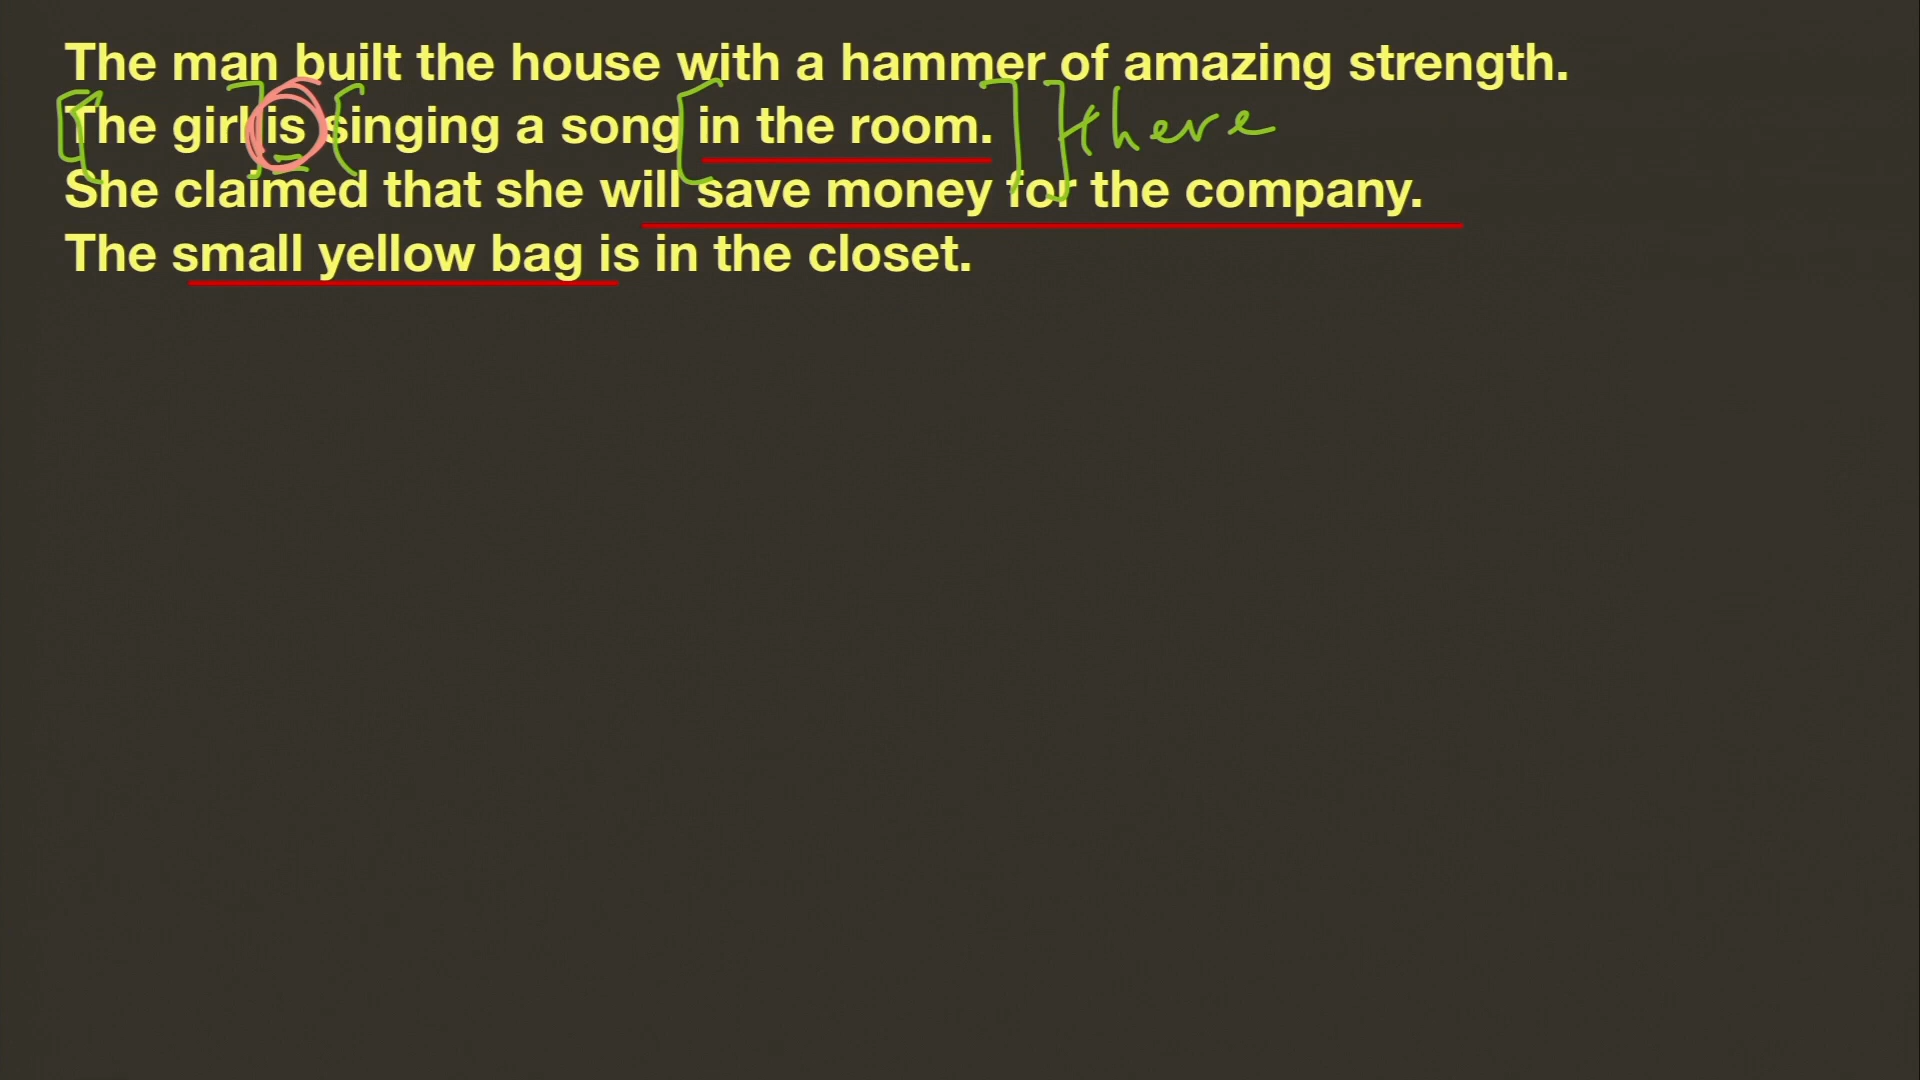 The man built the house with a hammer of amazing strength.
The girl is singing a song in the room. there
She claimed that she will save money for the company.
The small yellow bag is in the closet.